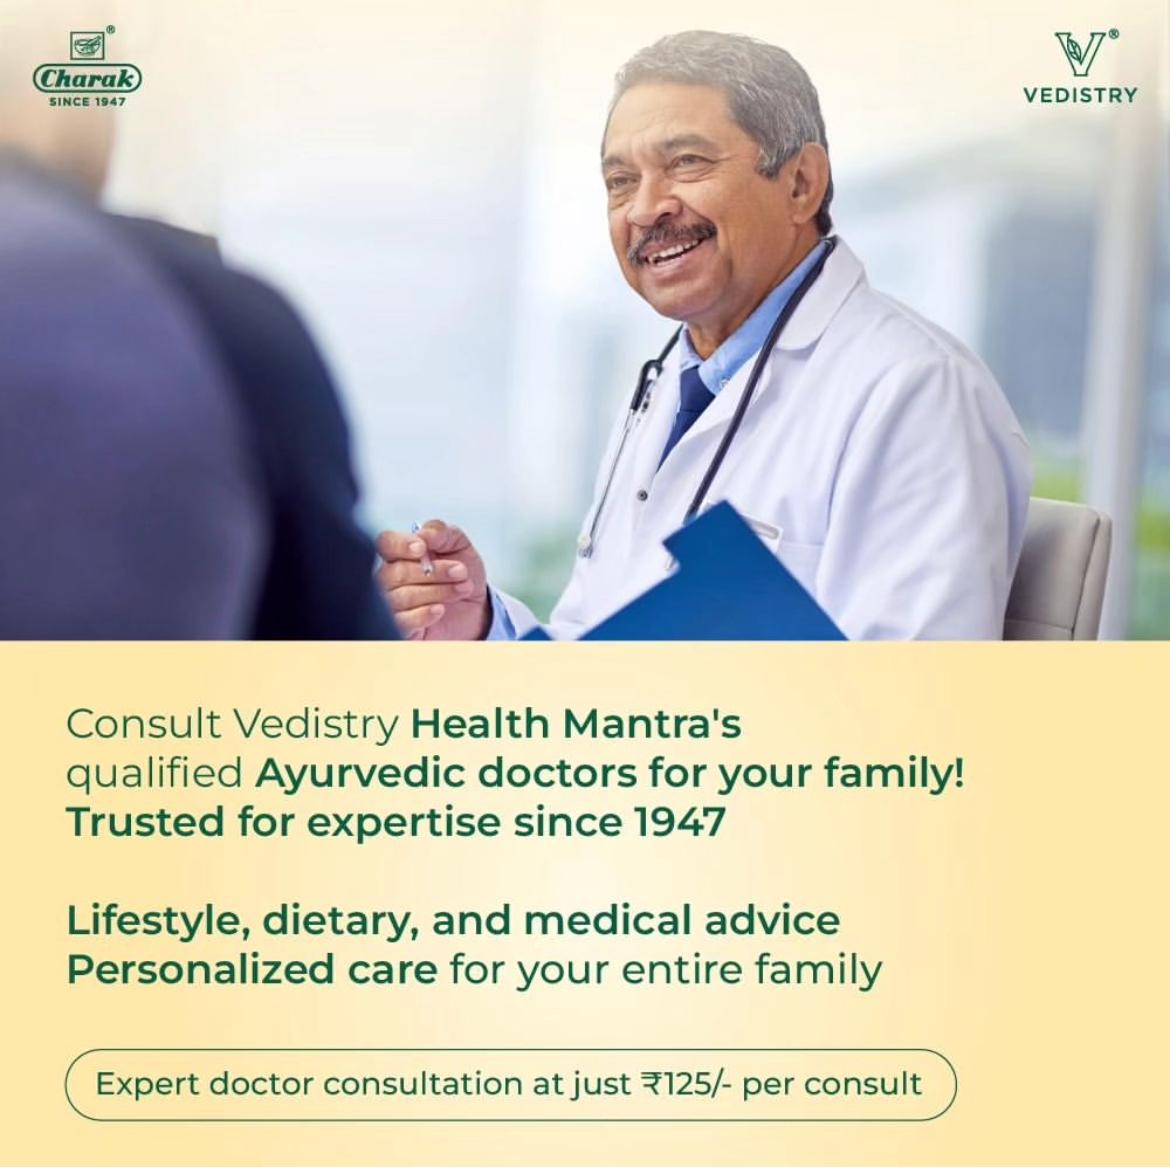 Charak®
SINCE 1947
V®
VEDISTRY
Consult Vedistry Health Mantra's
qualified Ayurvedic doctors for your family!
Trusted for expertise since 1947
Lifestyle, dietary, and medical advice
Personalized care for your entire family
Expert doctor consultation at just ₹125/- per consult